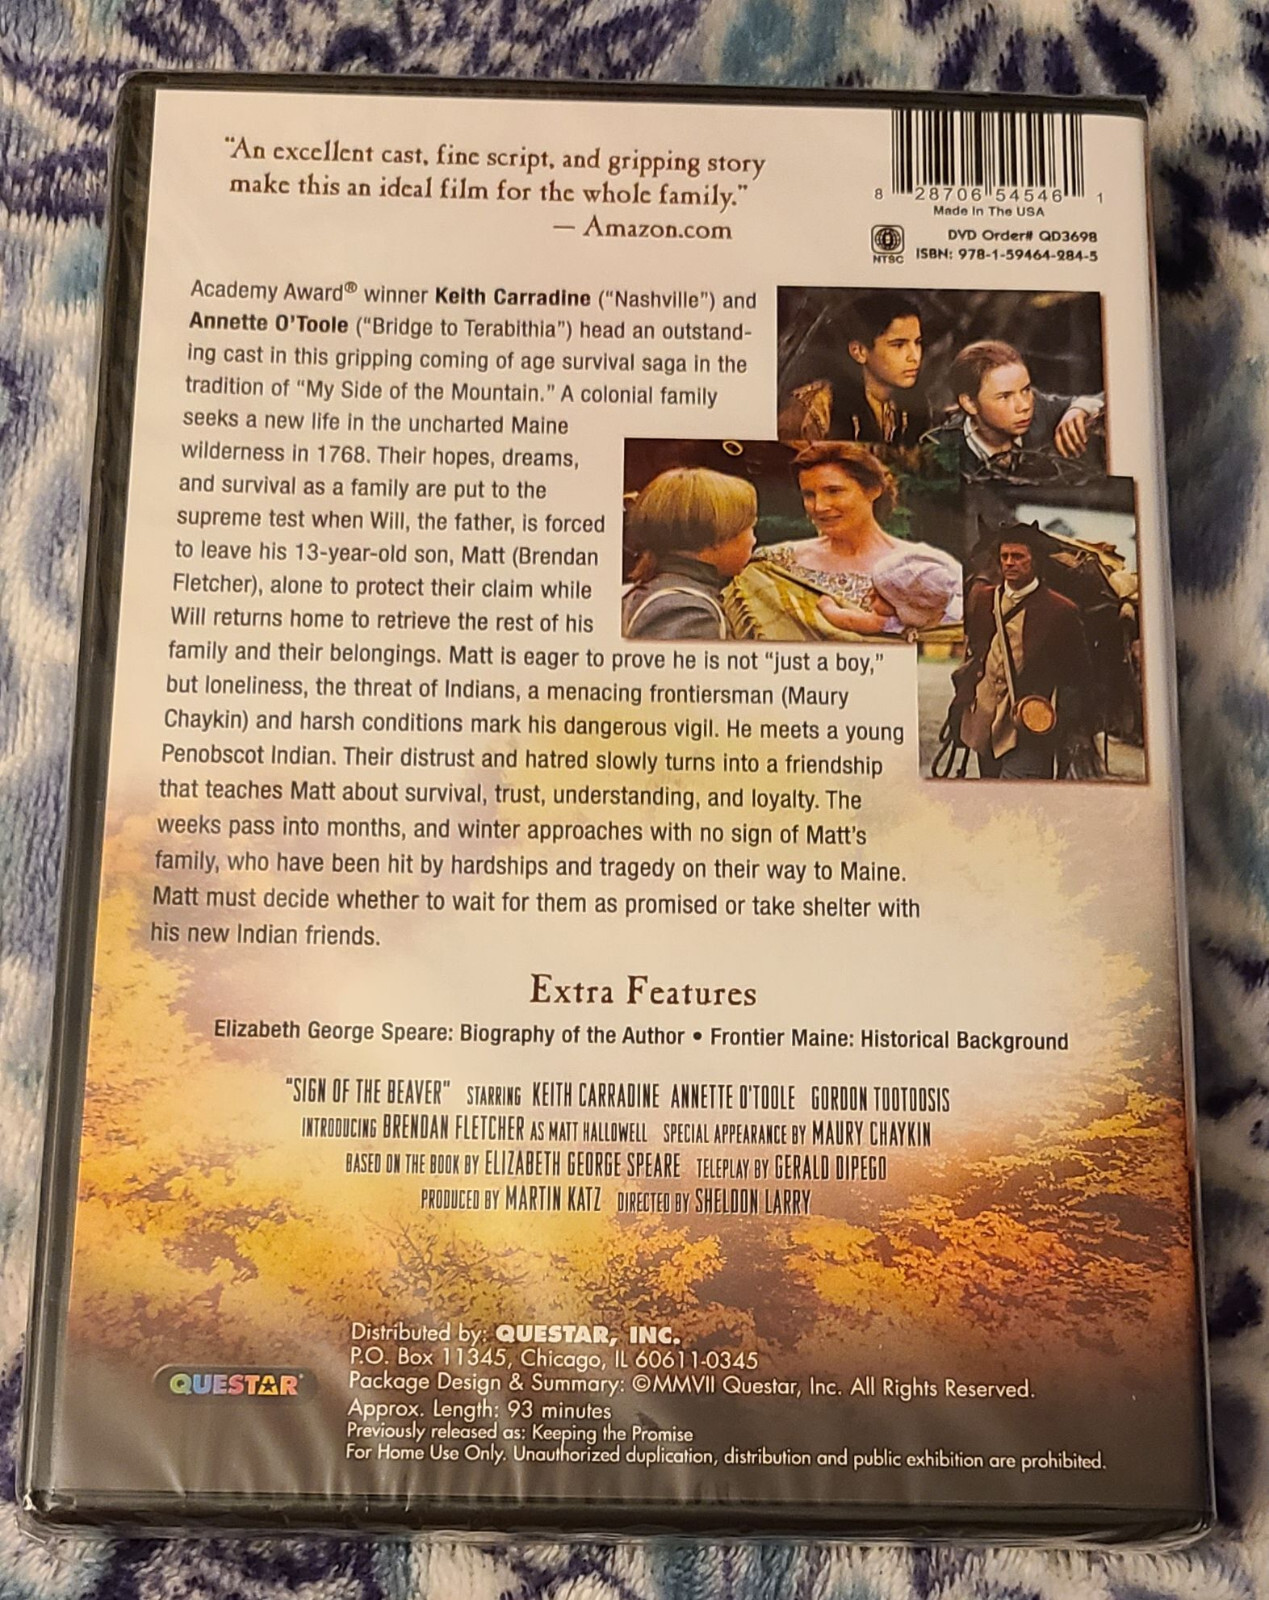 "An excellent cast, fine script, and gripping story
make this an ideal film for the whole family."
— Amazon.com
8 28706 54546 1
Made In The USA
NTSC
DVD Order# QD3698
ISBN: 978-1-59464-284-5
Academy Award® winner Keith Carradine ("Nashville") and
Annette O'Toole ("Bridge to Terabithia") head an outstand-
ing cast in this gripping coming of age survival saga in the
tradition of "My Side of the Mountain." A colonial family
seeks a new life in the uncharted Maine
wilderness in 1768. Their hopes, dreams,
and survival as a family are put to the
supreme test when Will, the father, is forced
to leave his 13-year-old son, Matt (Brendan
Fletcher), alone to protect their claim while
Will returns home to retrieve the rest of his
family and their belongings. Matt is eager to prove he is not "just a boy,"
but loneliness, the threat of Indians, a menacing frontiersman (Maury
Chaykin) and harsh conditions mark his dangerous vigil. He meets a young
Penobscot Indian. Their distrust and hatred slowly turns into a friendship
that teaches Matt about survival, trust, understanding, and loyalty. The
weeks pass into months, and winter approaches with no sign of Matt's
family, who have been hit by hardships and tragedy on their way to Maine.
Matt must decide whether to wait for them as promised or take shelter with
his new Indian friends.
Extra Features
Elizabeth George Speare: Biography of the Author • Frontier Maine: Historical Background
"SIGN OF THE BEAVER" STARRING KEITH CARRADINE ANNETTE O'TOOLE GORDON TOOTOOSIS
INTRODUCING BRENDAN FLETCHER AS MATT HALLOWELL SPECIAL APPEARANCE BY MAURY CHAYKIN
BASED ON THE BOOK BY ELIZABETH GEORGE SPEARE TELEPLAY BY GERALD DIPEGO
PRODUCED BY MARTIN KATZ DIRECTED BY SHELDON LARRY
QUESTAR
Distributed by: QUESTAR, INC.
P.O. Box 11345, Chicago, IL 60611-0345
Package Design & Summary: ©MMVII Questar, Inc. All Rights Reserved.
Approx. Length: 93 minutes
Previously released as: Keeping the Promise
For Home Use Only. Unauthorized duplication, distribution and public exhibition are prohibited.